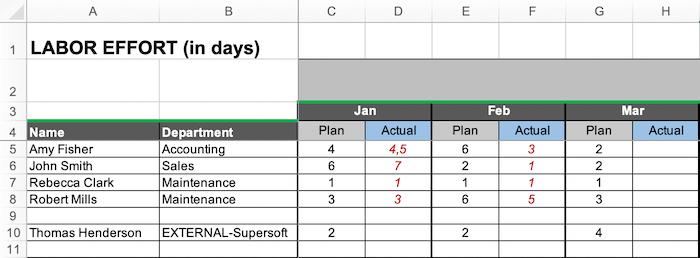 A B C D E F G H
1 LABOR EFFORT (in days)
2
3 Jan Feb Mar
4 Name Department Plan Actual Plan Actual Plan Actual
5 Amy Fisher Accounting 4 4,5 6 3 2
6 John Smith Sales 6 7 2 1 2
7 Rebecca Clark Maintenance 1 1 1 1 1
8 Robert Mills Maintenance 3 3 6 5 3
9
10 Thomas Henderson EXTERNAL-Supersoft 2 2 4
11